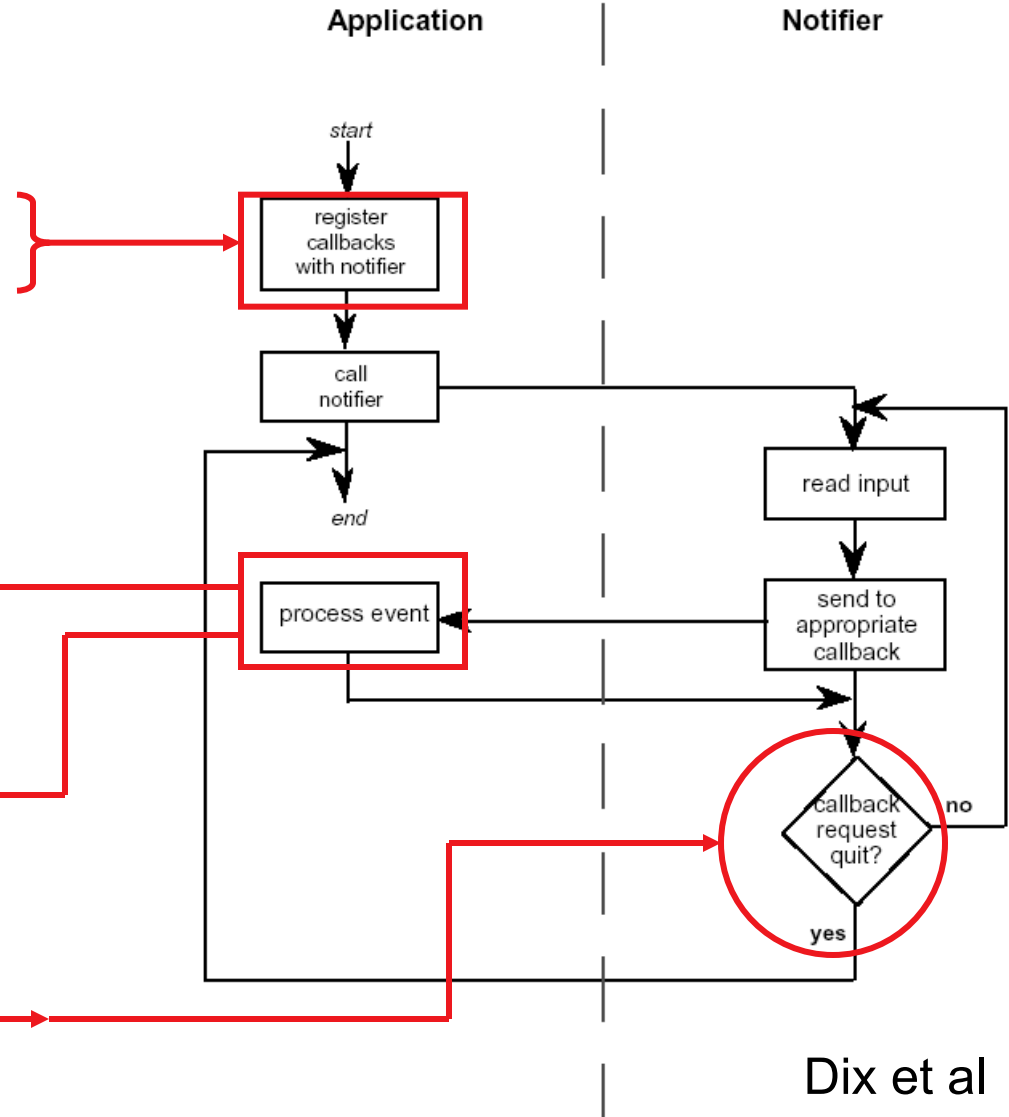 Application
Notifier
start
register
callbacks
with notifier
call
notifier
end
read input
process event
send to
appropriate
callback
callback
request
quit?
no
yes
Dix et al